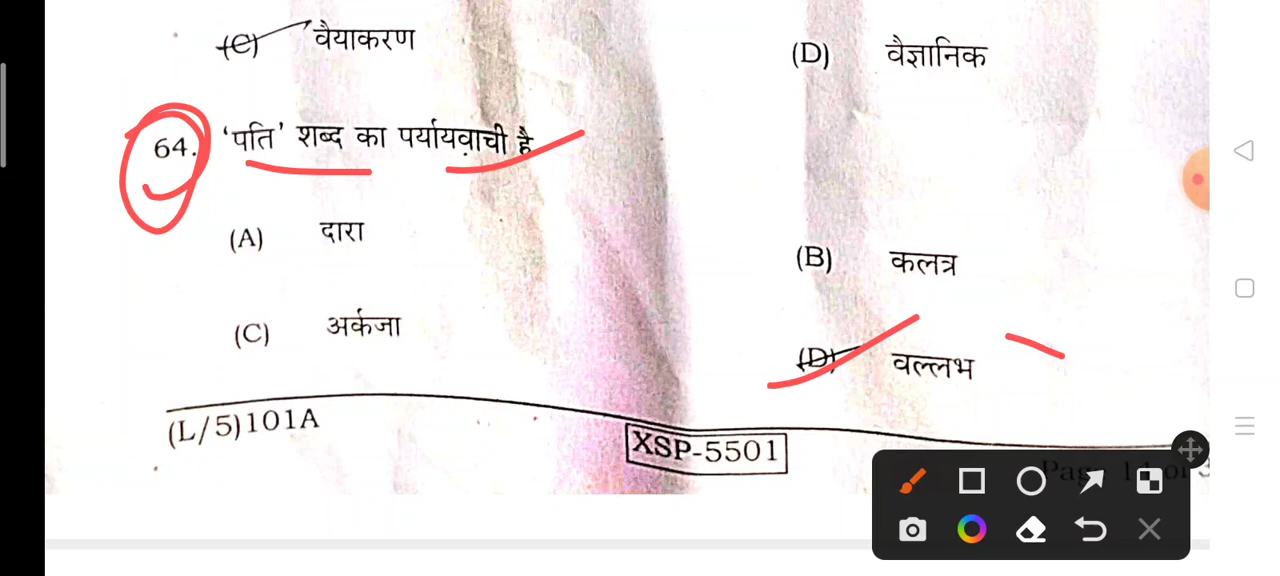 (C) वैयाकरण
(D) वैज्ञानिक
64. ‘पति’ शब्द का पर्यायवाची है
(A) दारा
(B) कलत्र
(C) अर्कजा
(D) वल्लभ
(L/5)101A
XSP-5501